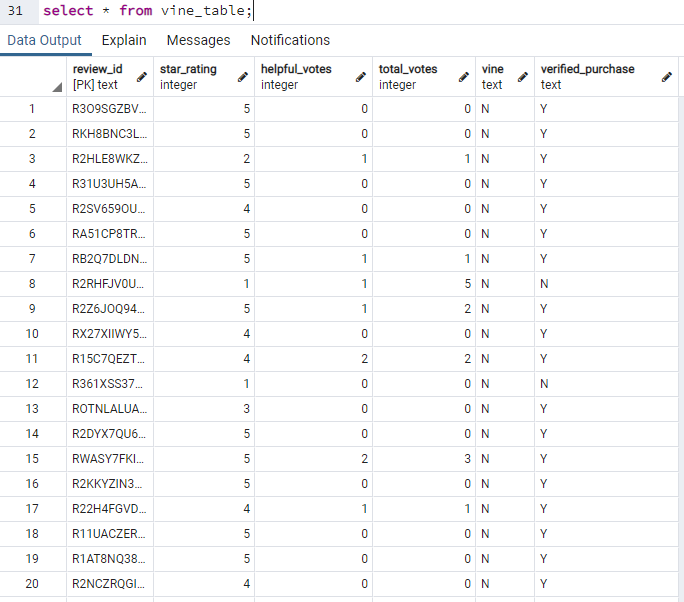 31 select * from vine_table;
Data Output Explain Messages Notifications
review_id star_rating helpful_votes total_votes vine verified_purchase
[PK] text integer integer integer text text
1 R3O9SGZBV... 5 0 0 N Y
2 RKH8BNC3L... 5 0 0 N Y
3 R2HLE8WKZ... 2 1 1 N Y
4 R31U3UH5A... 5 0 0 N Y
5 R2SV659OU... 4 0 0 N Y
6 RA51CP8TR... 5 0 0 N Y
7 RB2Q7DLDN... 5 1 1 N Y
8 R2RHFJV0U... 1 1 5 N N
9 R2Z6JOQ94... 5 1 2 N Y
10 RX27XIIWY5... 4 0 0 N Y
11 R15C7QEZT... 4 2 2 N Y
12 R361XSS37... 1 0 0 N N
13 ROTNLALUA... 3 0 0 N Y
14 R2DYX7QU6... 5 0 0 N Y
15 RWASY7FKI... 5 2 3 N Y
16 R2KKYZIN3... 5 0 0 N Y
17 R22H4FGVD... 4 1 1 N Y
18 R11UACZER... 5 0 0 N Y
19 R1AT8NQ38... 5 0 0 N Y
20 R2NCZRQGI... 4 0 0 N Y